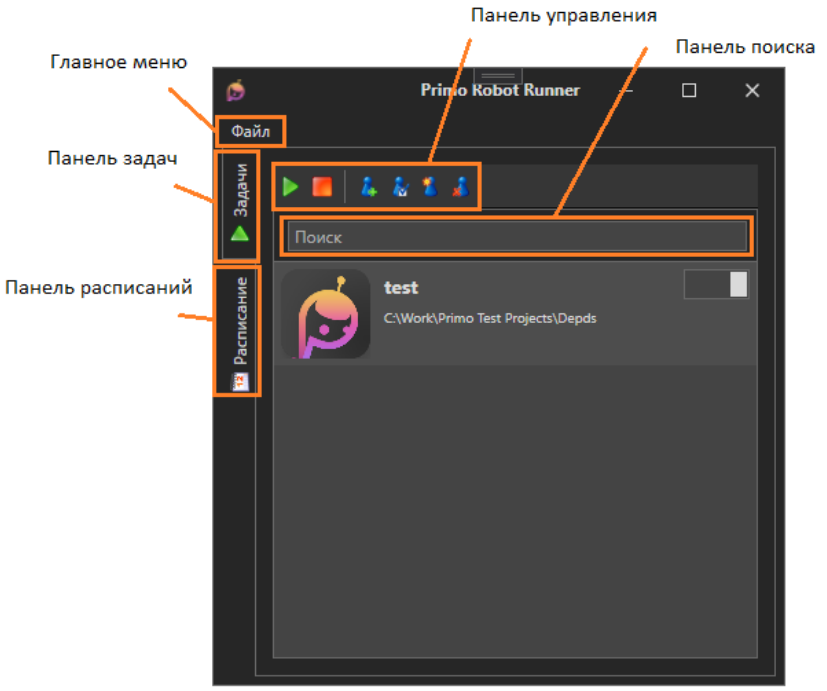 Панель управления
Панель поиска
Главное меню
Primo Robot Runner
Файл
Панель задач
Задачи
Поиск
Панель расписаний
Расписание
test
C:\Work\Primo Test Projects\Depds
12